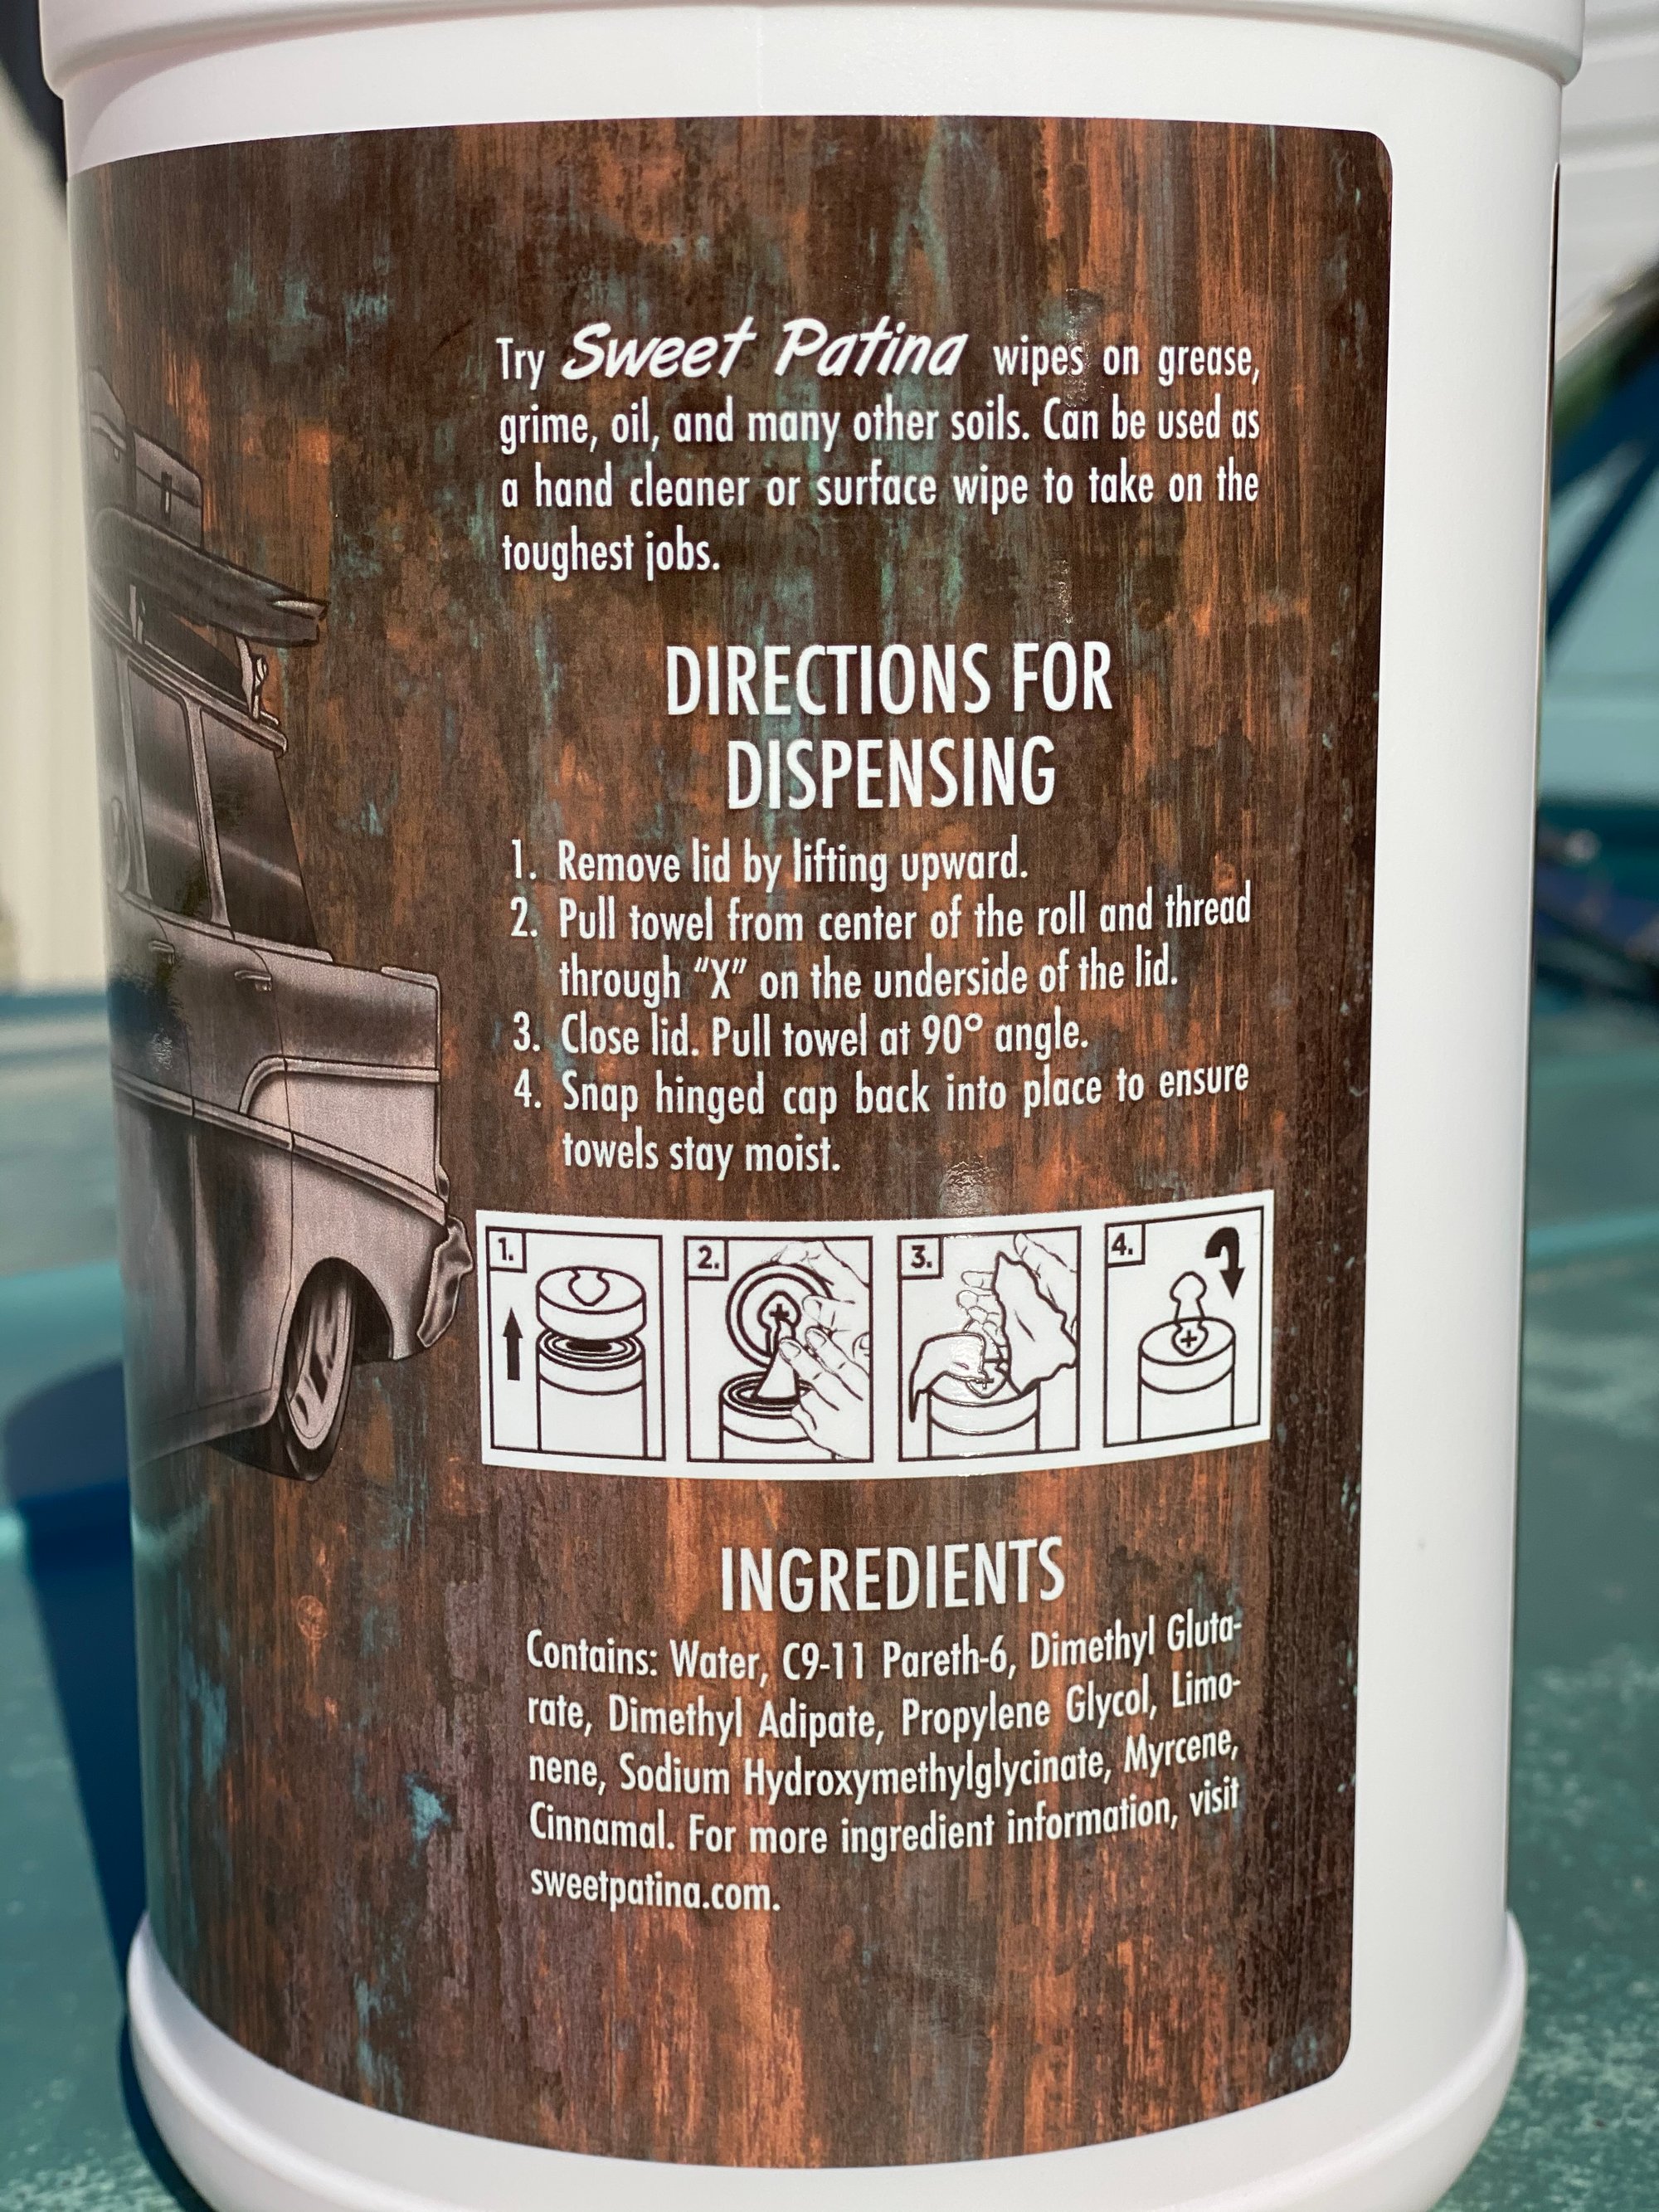 Try Sweet Patina wipes on grease,
grime, oil, and many other soils. Can be used as
a hand cleaner or surface wipe to take on the
toughest jobs.
DIRECTIONS FOR
DISPENSING
1. Remove lid by lifting upward.
2. Pull towel from center of the roll and thread
through “X” on the underside of the lid.
3. Close lid. Pull towel at 90° angle.
4. Snap hinged cap back into place to ensure
towels stay moist.
1. 2. 3. 4.
INGREDIENTS
Contains: Water, C9-11 Pareth-6, Dimethyl Gluta-
rate, Dimethyl Adipate, Propylene Glycol, Limo-
nene, Sodium Hydroxymethylglycinate, Myrcene,
Cinnamal. For more ingredient information, visit
sweetpatina.com.